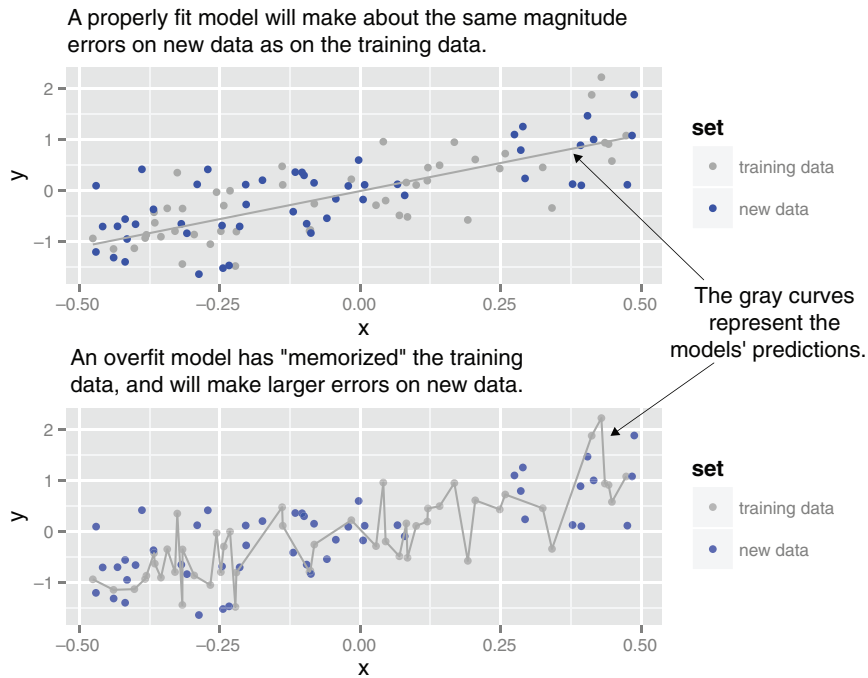 A properly fit model will make about the same magnitude
errors on new data as on the training data.
2
1
0
−1
y
−0.50 −0.25 0.00 0.25 0.50
x
set
training data
new data
The gray curves
represent the
models' predictions.
An overfit model has "memorized" the training
data, and will make larger errors on new data.
2
1
0
−1
y
−0.50 −0.25 0.00 0.25 0.50
x
set
training data
new data